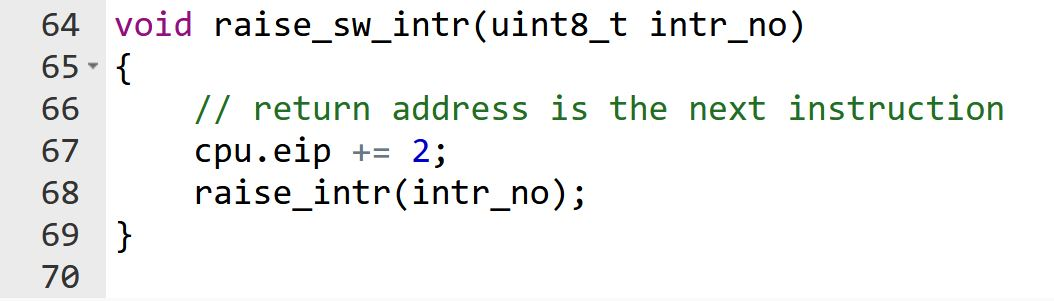 64 void raise_sw_intr(uint8_t intr_no)
65 {
66     // return address is the next instruction
67     cpu.eip += 2;
68     raise_intr(intr_no);
69 }
70